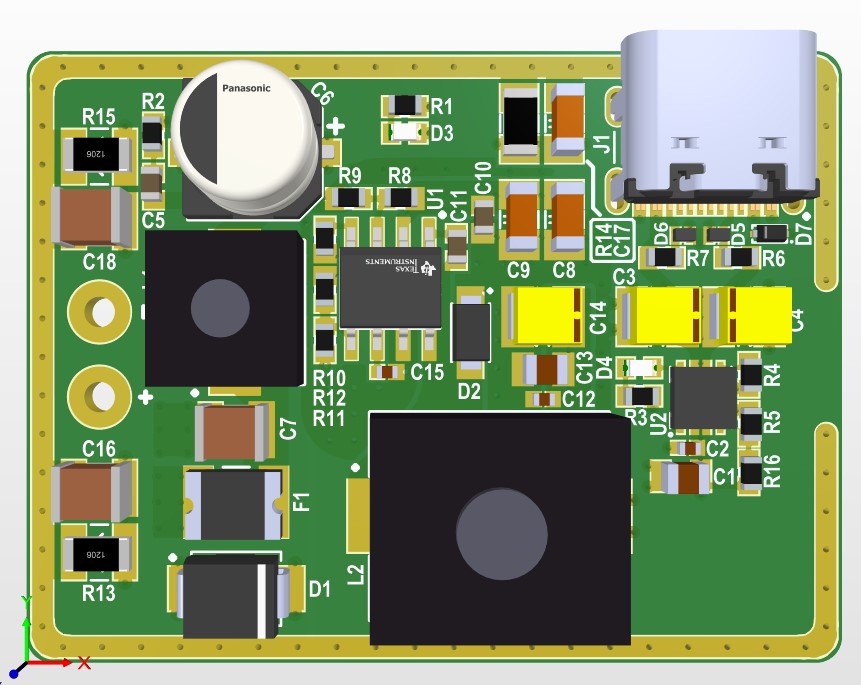 R15
R2
Panasonic
C6
+
R1
D3
J1
1206
C5
R9
R8
U1
C11
C10
R14
C17
D6
D5
D7
R7
R6
C18
TEXAS
INSTRUMENTS
C9
C8
C3
C14
C4
R10
R12
R11
C15
D2
C13
C12
D4
R3
U2
R4
R5
R16
C2
C1
+
C16
C7
F1
1206
R13
D1
L2
Y
X